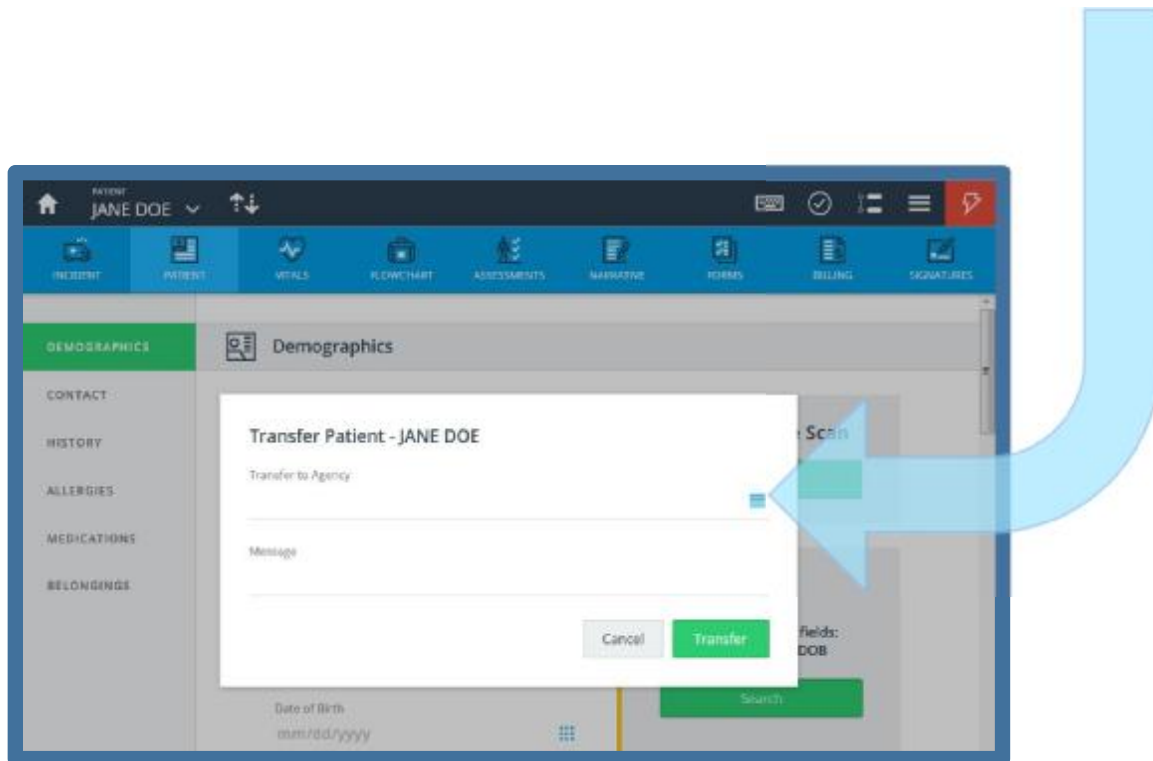 PATIENT
JANE DOE
INCIDENT
PATIENT
VITALS
FLOWCHART
ASSESSMENTS
NARRATIVE
FORMS
BILLING
SIGNATURES
DEMOGRAPHICS
Demographics
CONTACT
HISTORY
ALLERGIES
MEDICATIONS
BELONGINGS
Transfer Patient - JANE DOE
Transfer to Agency
Message
Cancel
Transfer
Scan
fields:
DOB
Search
Date of Birth
mm/dd/yyyy